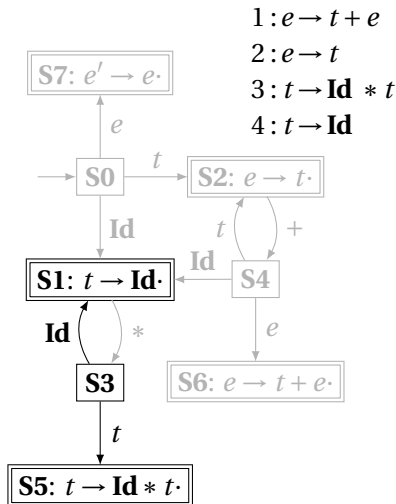 1 : e → t + e
2 : e → t
3 : t → Id * t
4 : t → Id
S7: e′ → e·
e
S0
t
S2: e → t·
Id
t
+
S1: t → Id·
Id
S4
Id
*
e
S3
S6: e → t + e·
t
S5: t → Id * t·